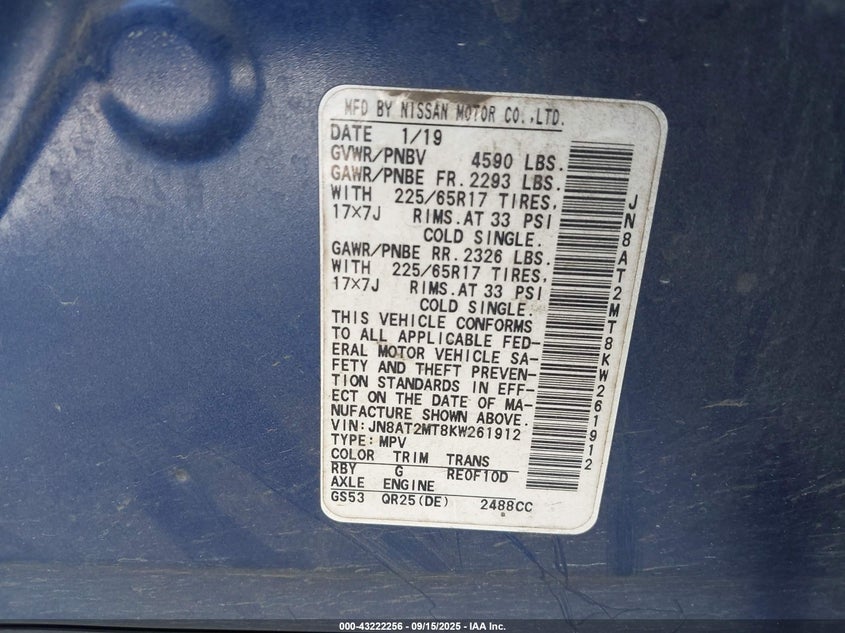 MFD BY NISSAN MOTOR CO.,LTD.
DATE 1/19
GVWR/PNBV 4590 LBS.
GAWR/PNBE FR.2293 LBS.
WITH 225/65R17 TIRES,
17×7J RIMS.AT 33 PSI
COLD SINGLE.
GAWR/PNBE RR.2326 LBS.
WITH 225/65R17 TIRES,
17×7J RIMS.AT 33 PSI
COLD SINGLE.
THIS VEHICLE CONFORMS
TO ALL APPLICABLE FED-
ERAL MOTOR VEHICLE SA-
FETY AND THEFT PREVEN-
TION STANDARDS IN EFF-
ECT ON THE DATE OF MA-
NUFACTURE SHOWN ABOVE.
VIN:JN8AT2MT8KW261912
TYPE:MPV
COLOR TRIM TRANS
RBY G RE0F10D
AXLE ENGINE
GS53 QR25(DE) 2488CC
JN8AT2MT8KW261912
000-43222256 - 09/15/2025 - IAA Inc.